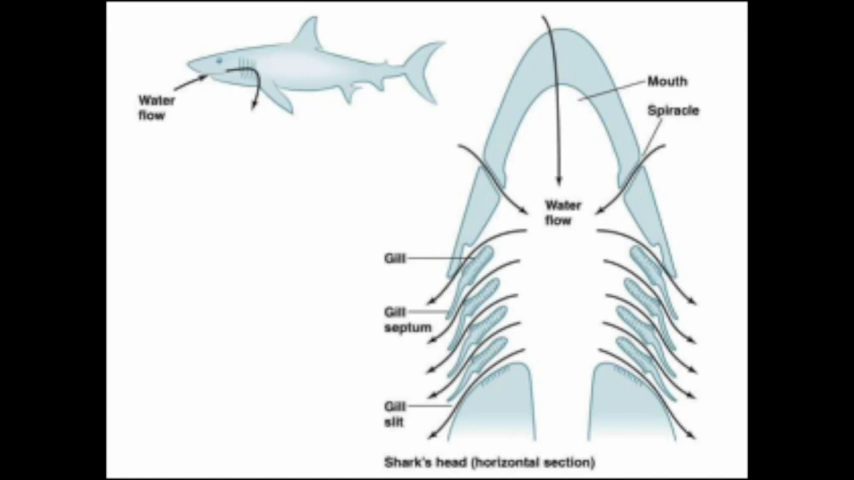 Water
flow
Mouth
Spiracle
Water
flow
Gill
Gill
septum
Gill
slit
Shark's head (horizontal section)